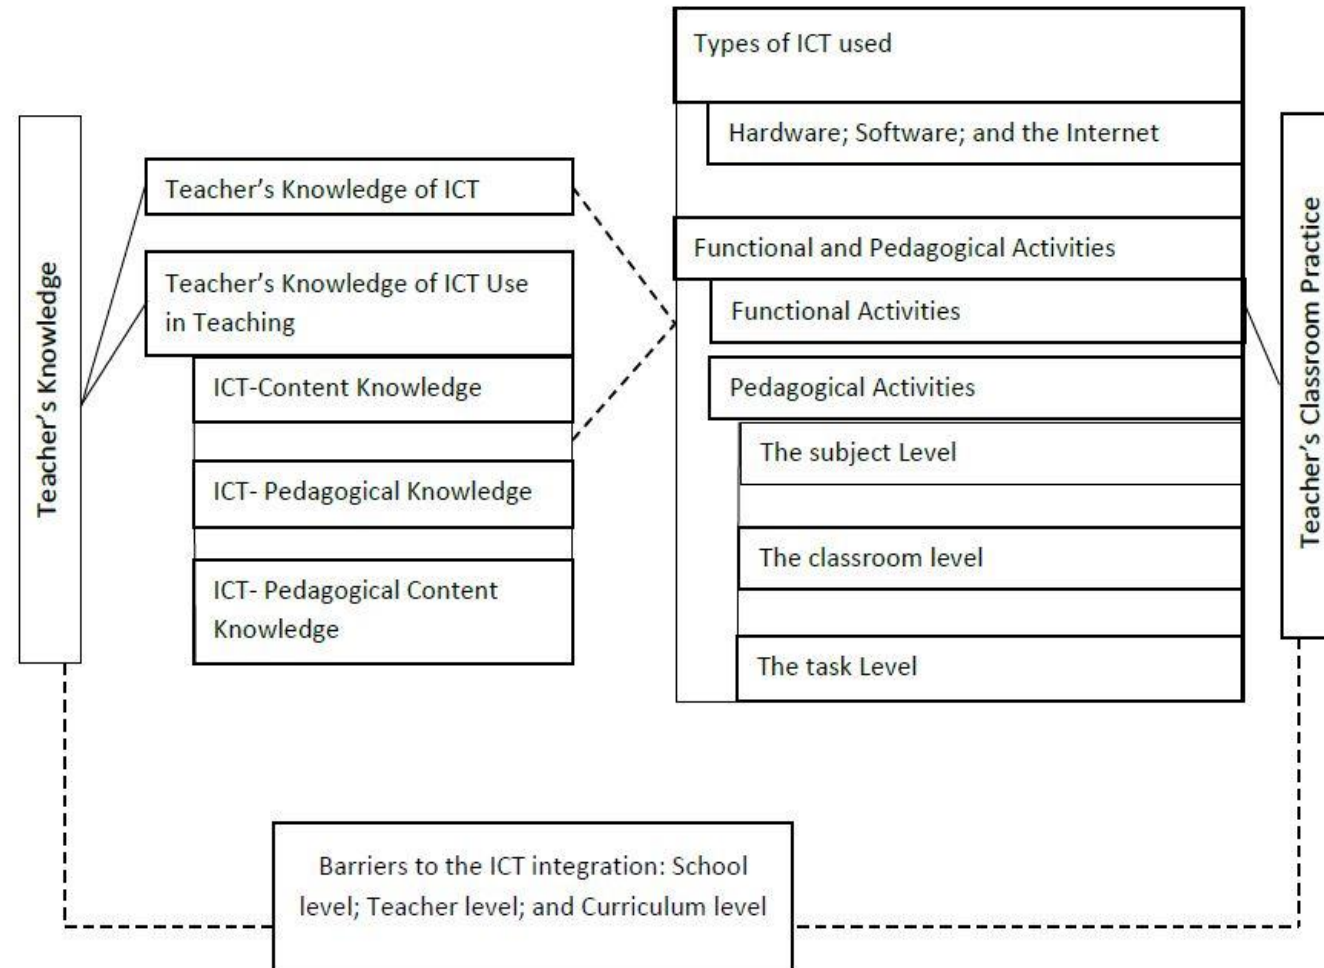 Teacher's Knowledge
Teacher's Knowledge of ICT
Teacher's Knowledge of ICT Use
in Teaching
ICT-Content Knowledge
ICT- Pedagogical Knowledge
ICT- Pedagogical Content
Knowledge
Types of ICT used
Hardware; Software; and the Internet
Functional and Pedagogical Activities
Functional Activities
Pedagogical Activities
The subject Level
The classroom level
The task Level
Teacher's Classroom Practice
Barriers to the ICT integration: School
level; Teacher level; and Curriculum level